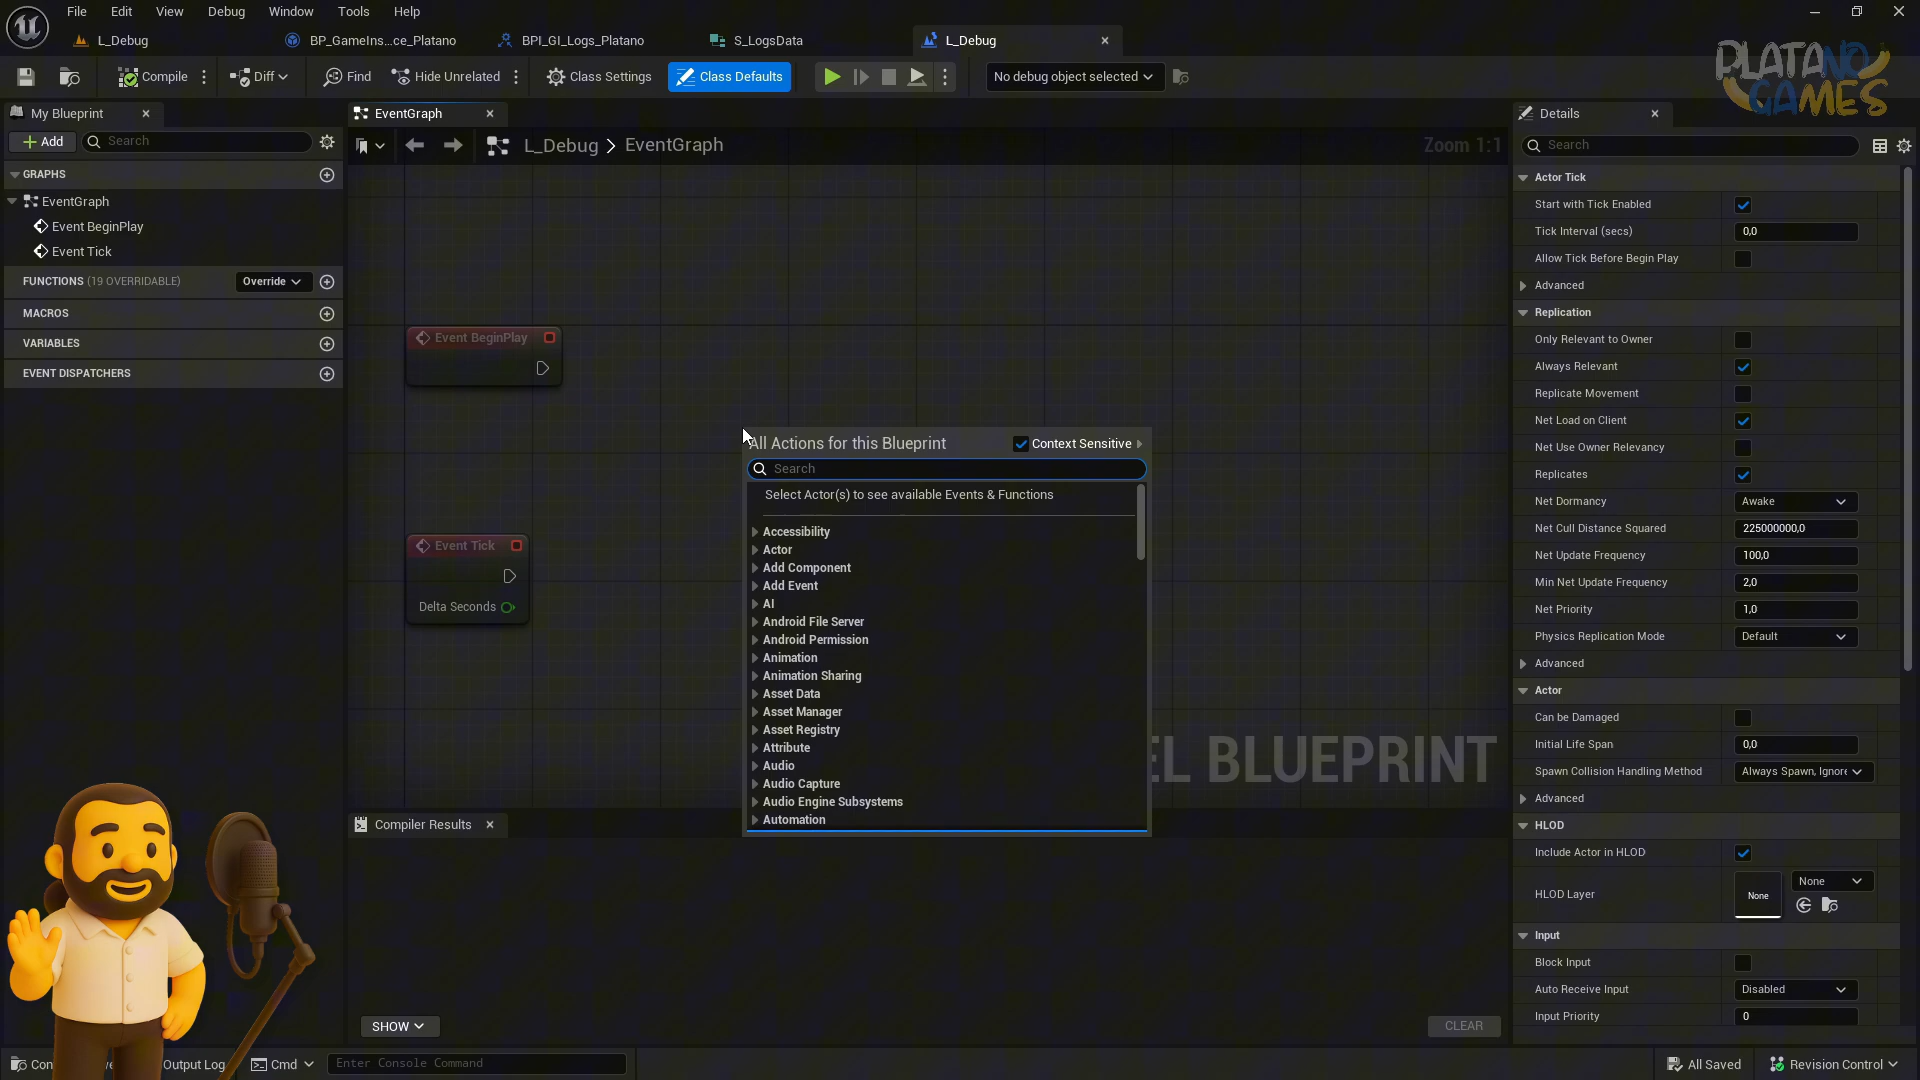 File Edit View Debug Window Tools Help
L_Debug BP_GameIns...ce_Platano BPI_GI_Logs_Platano S_LogsData L_Debug
PLATANO GAMES
Compile Diff Find Hide Unrelated Class Settings Class Defaults No debug object selected
My Blueprint EventGraph Details
Add Search
L_Debug > EventGraph Zoom 1:1
Search
GRAPHS
EventGraph
Event BeginPlay
Event Tick
FUNCTIONS (19 OVERRIDABLE) Override
MACROS
VARIABLES
EVENT DISPATCHERS
Event BeginPlay
Event Tick
Delta Seconds
All Actions for this Blueprint Context Sensitive
Search
Select Actor(s) to see available Events & Functions
Accessibility
Actor
Add Component
Add Event
AI
Android File Server
Android Permission
Animation
Animation Sharing
Asset Data
Asset Manager
Asset Registry
Attribute
Audio
Audio Capture
Audio Engine Subsystems
Automation
EL BLUEPRINT
Compiler Results
SHOW CLEAR
Actor Tick
Start with Tick Enabled
Tick Interval (secs) 0,0
Allow Tick Before Begin Play
Advanced
Replication
Only Relevant to Owner
Always Relevant
Replicate Movement
Net Load on Client
Net Use Owner Relevancy
Replicates
Net Dormancy Awake
Net Cull Distance Squared 225000000,0
Net Update Frequency 100,0
Min Net Update Frequency 2,0
Net Priority 1,0
Physics Replication Mode Default
Advanced
Actor
Can be Damaged
Initial Life Span 0,0
Spawn Collision Handling Method Always Spawn, Ignore
Advanced
HLOD
Include Actor in HLOD
HLOD Layer None None
Input
Block Input
Auto Receive Input Disabled
Input Priority 0
Con Output Log Cmd Enter Console Command All Saved Revision Control